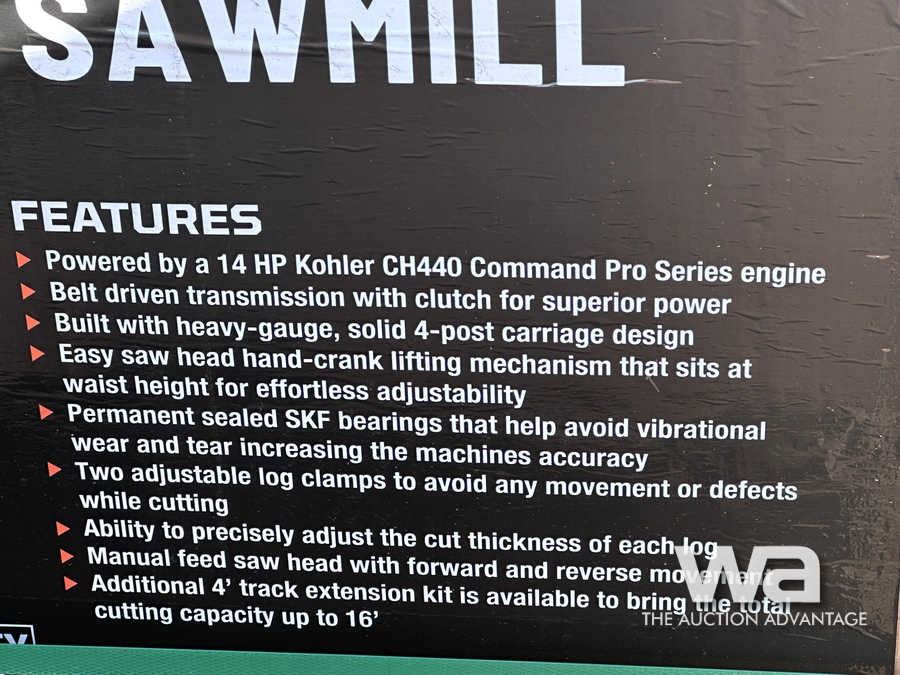 SAWMILL
FEATURES
Powered by a 14 HP Kohler CH440 Command Pro Series engine
Belt driven transmission with clutch for superior power
Built with heavy-gauge, solid 4-post carriage design
Easy saw head hand-crank lifting mechanism that sits at
waist height for effortless adjustability
Permanent sealed SKF bearings that help avoid vibrational
wear and tear increasing the machines accuracy
Two adjustable log clamps to avoid any movement or defects
while cutting
Ability to precisely adjust the cut thickness of each log
Manual feed saw head with forward and reverse movement
Additional 4' track extension kit is available to bring the total
cutting capacity up to 16'
wa
THE AUCTION ADVANTAGE